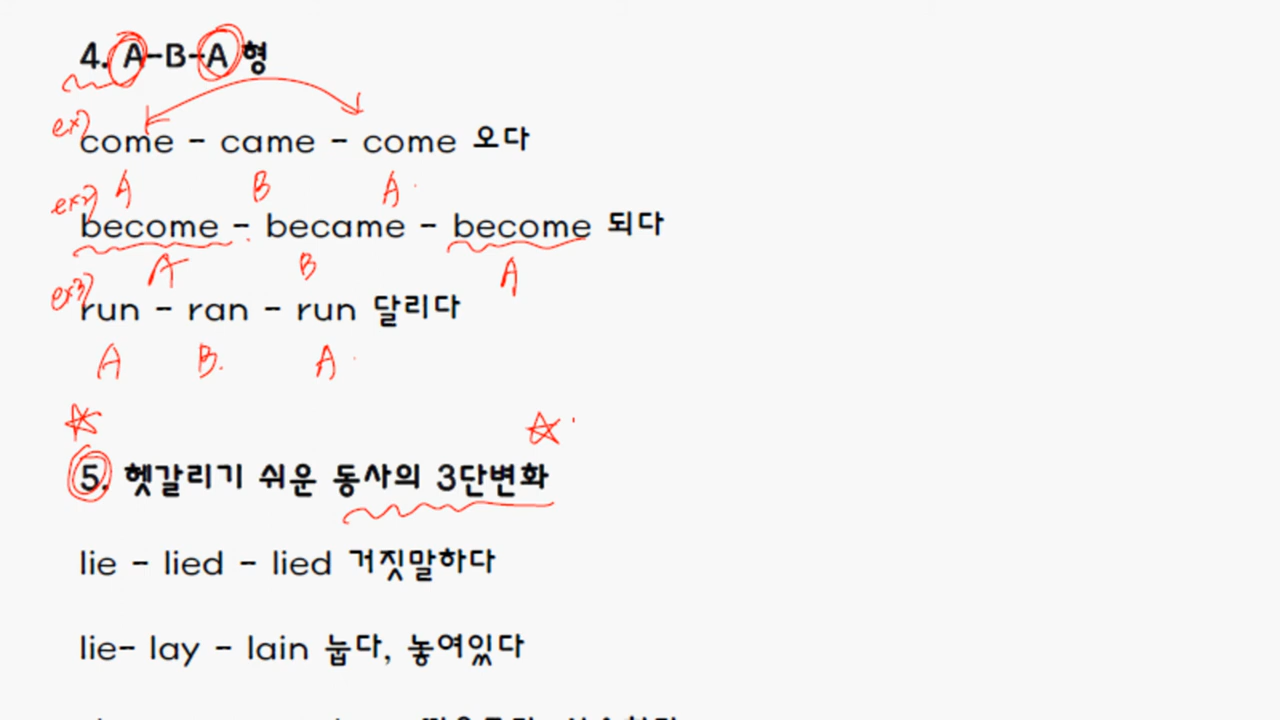 4. A-B-A 형
ex)
come - came - come 오다
A B A
ex2)
become - became - become 되다
A B A
ex3)
run - ran - run 달리다
A B. A
5. 헷갈리기 쉬운 동사의 3단변화
lie - lied - lied 거짓말하다
lie- lay - lain 눕다, 놓여있다